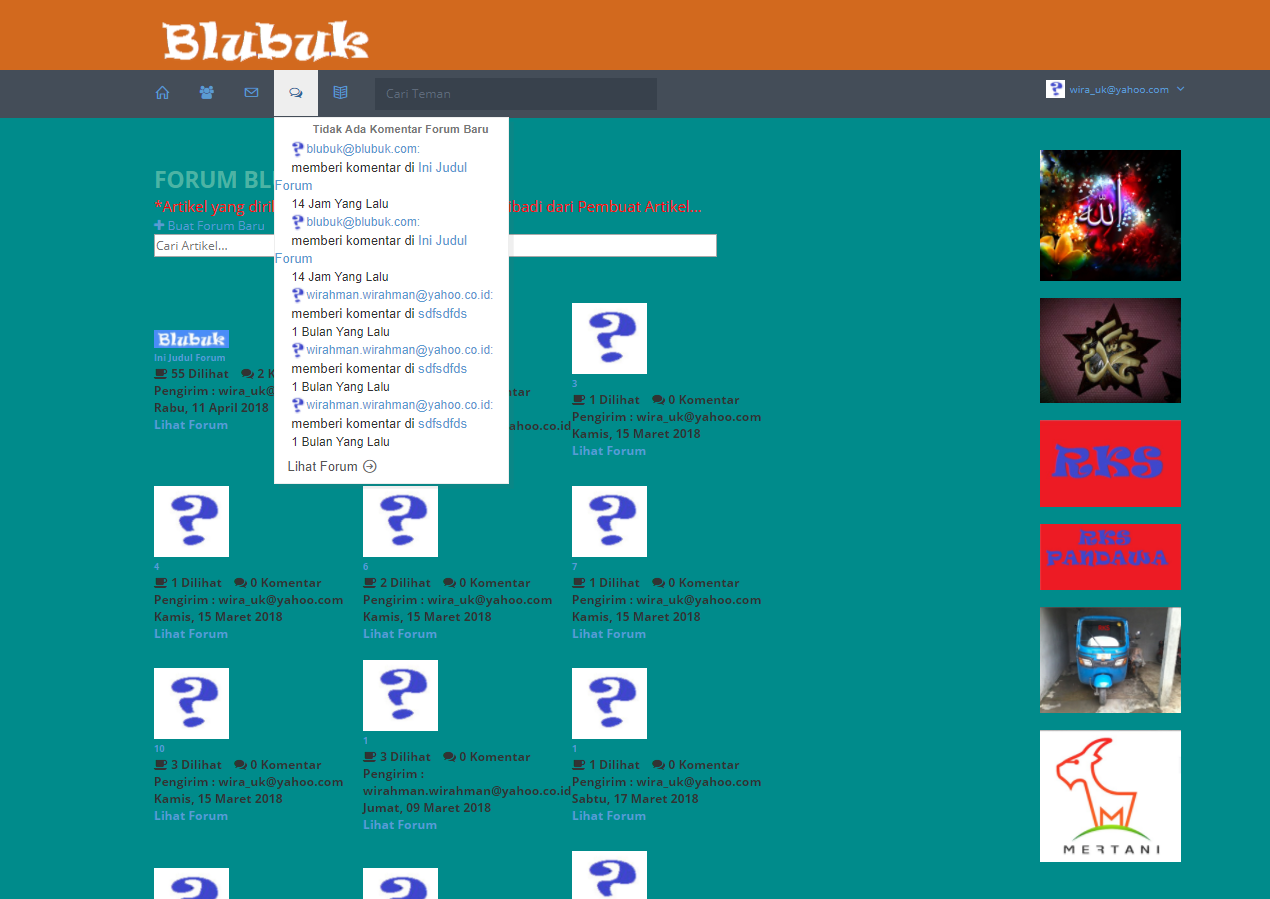 Blubuk
Cari Teman
wira_uk@yahoo.com
Tidak Ada Komentar Forum Baru
blubuk@blubuk.com:
memberi komentar di Ini Judul
Forum
14 Jam Yang Lalu
blubuk@blubuk.com:
memberi komentar di Ini Judul
Forum
14 Jam Yang Lalu
wirahman.wirahman@yahoo.co.id:
memberi komentar di sdfsdfds
1 Bulan Yang Lalu
wirahman.wirahman@yahoo.co.id:
memberi komentar di sdfsdfds
1 Bulan Yang Lalu
wirahman.wirahman@yahoo.co.id:
memberi komentar di sdfsdfds
1 Bulan Yang Lalu
Lihat Forum
FORUM BL
*Artikel yang diri ibadi dari Pembuat Artikel...
Buat Forum Baru
Cari Artikel...
Blubuk
Ini Judul Forum
55 Dilihat 2 K
Pengirim : wira_uk@
Rabu, 11 April 2018
Lihat Forum
ntar
ahoo.co.id
3
1 Dilihat 0 Komentar
Pengirim : wira_uk@yahoo.com
Kamis, 15 Maret 2018
Lihat Forum
4
1 Dilihat 0 Komentar
Pengirim : wira_uk@yahoo.com
Kamis, 15 Maret 2018
Lihat Forum
6
2 Dilihat 0 Komentar
Pengirim : wira_uk@yahoo.com
Kamis, 15 Maret 2018
Lihat Forum
7
1 Dilihat 0 Komentar
Pengirim : wira_uk@yahoo.com
Kamis, 15 Maret 2018
Lihat Forum
10
3 Dilihat 0 Komentar
Pengirim : wira_uk@yahoo.com
Kamis, 15 Maret 2018
Lihat Forum
1
3 Dilihat 0 Komentar
Pengirim :
wirahman.wirahman@yahoo.co.id
Jumat, 09 Maret 2018
Lihat Forum
1
1 Dilihat 0 Komentar
Pengirim : wira_uk@yahoo.com
Sabtu, 17 Maret 2018
Lihat Forum
الله
محمد
RKS
RKS
PANDAWA
MERTANI